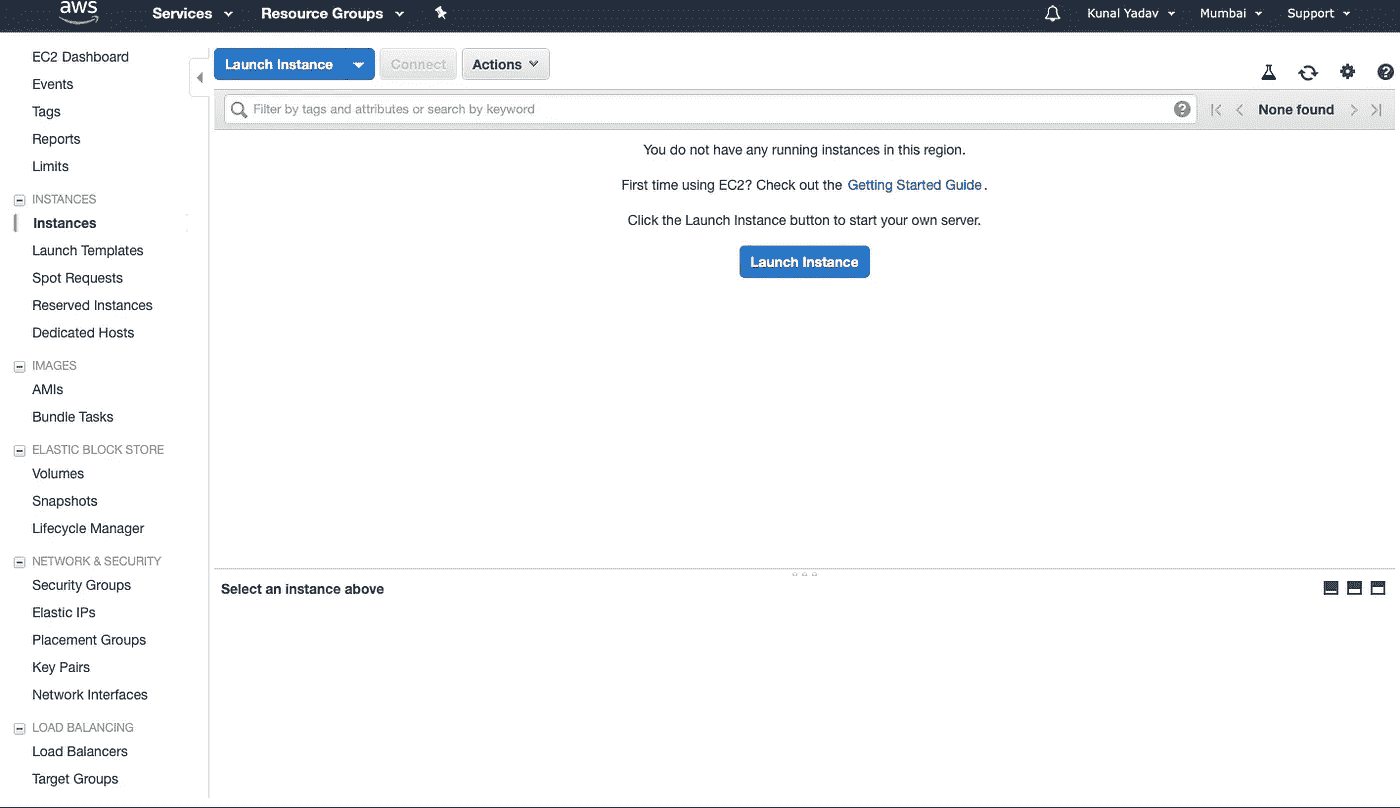 aws Services Resource Groups Kunal Yadav Mumbai Support
EC2 Dashboard
Events
Tags
Reports
Limits
INSTANCES
Instances
Launch Templates
Spot Requests
Reserved Instances
Dedicated Hosts
IMAGES
AMIs
Bundle Tasks
ELASTIC BLOCK STORE
Volumes
Snapshots
Lifecycle Manager
NETWORK & SECURITY
Security Groups
Elastic IPs
Placement Groups
Key Pairs
Network Interfaces
LOAD BALANCING
Load Balancers
Target Groups
Launch Instance Connect Actions
Filter by tags and attributes or search by keyword None found
You do not have any running instances in this region.
First time using EC2? Check out the Getting Started Guide.
Click the Launch Instance button to start your own server.
Launch Instance
Select an instance above